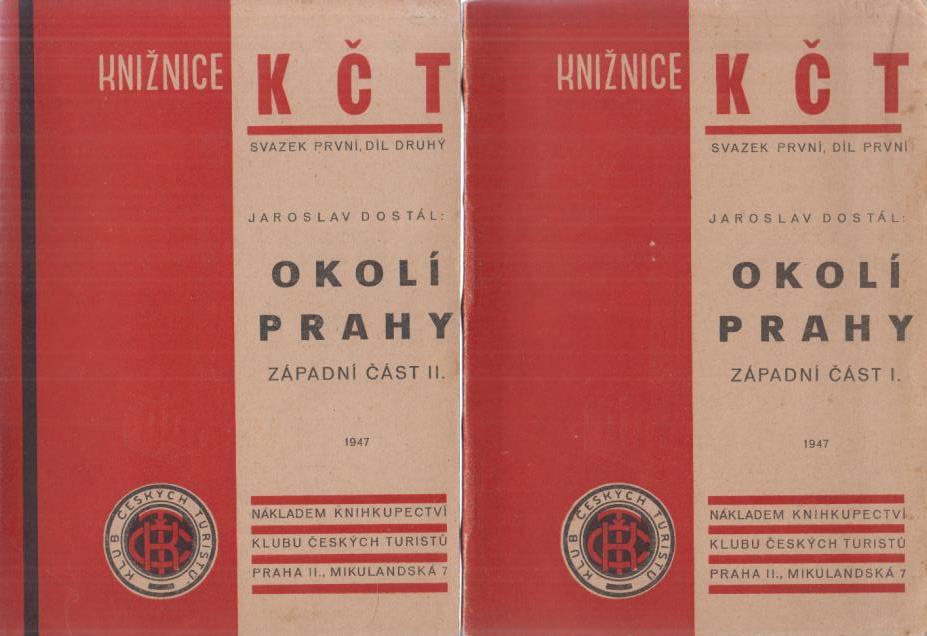 KNIŽNICE KČT
SVAZEK PRVNÍ, DÍL DRUHÝ
JAROSLAV DOSTÁL:
OKOLÍ
PRAHY
ZÁPADNÍ ČÁST II.
1947
KLUB ČESKÝCH TURISTŮ
NÁKLADEM KNIHKUPECTVÍ
KLUBU ČESKÝCH TURISTŮ
PRAHA II., MIKULANDSKÁ 7
KNIŽNICE KČT
SVAZEK PRVNÍ, DÍL PRVNÍ
JAROSLAV DOSTÁL:
OKOLÍ
PRAHY
ZÁPADNÍ ČÁST I.
1947
KLUB ČESKÝCH TURISTŮ
NÁKLADEM KNIHKUPECTVÍ
KLUBU ČESKÝCH TURISTŮ
PRAHA II., MIKULANDSKÁ 7